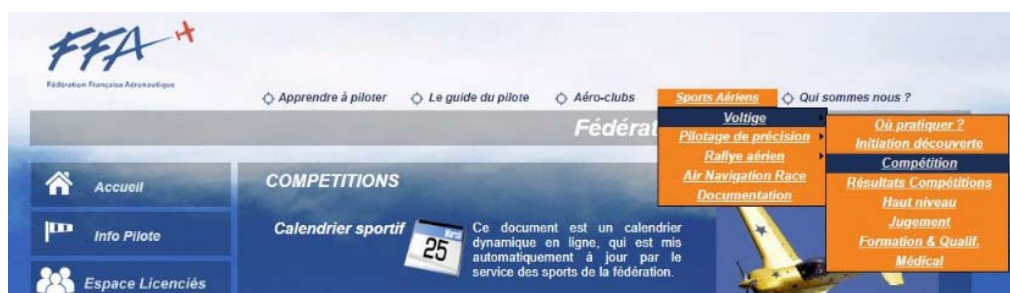 FFA
Fédération Française Aéronautique
Apprendre à piloter
Le guide du pilote
Aéro-clubs
Sports Aériens
Qui sommes nous ?
Fédérat
Voltige
Pilotage de précision
Rallye aérien
Air Navigation Race
Documentation
Où pratiquer ?
Initiation découverte
Compétition
Résultats Compétitions
Haut niveau
Jugement
Formation & Qualif.
Médical
Accueil
Info Pilote
Espace Licenciés
COMPETITIONS
Calendrier sportif
25
Ce document est un calendrier
dynamique en ligne, qui est mis
automatiquement à jour par le
service des sports de la fédération.